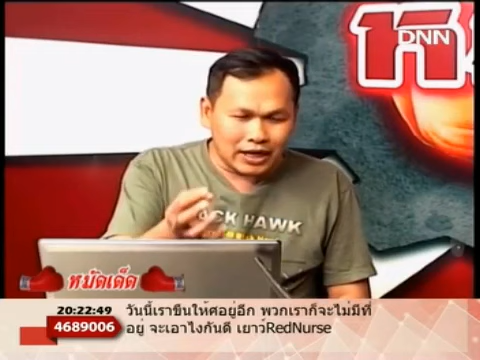 DNN
BLACK HAWK
หมัดเด็ด
20:22:49
4689006
วันนี้เราขืนให้ศอยู่อีก พวกเราก็จะไม่มีที่
อยู่ จะเอาไงกันดี เยาว์RedNurse